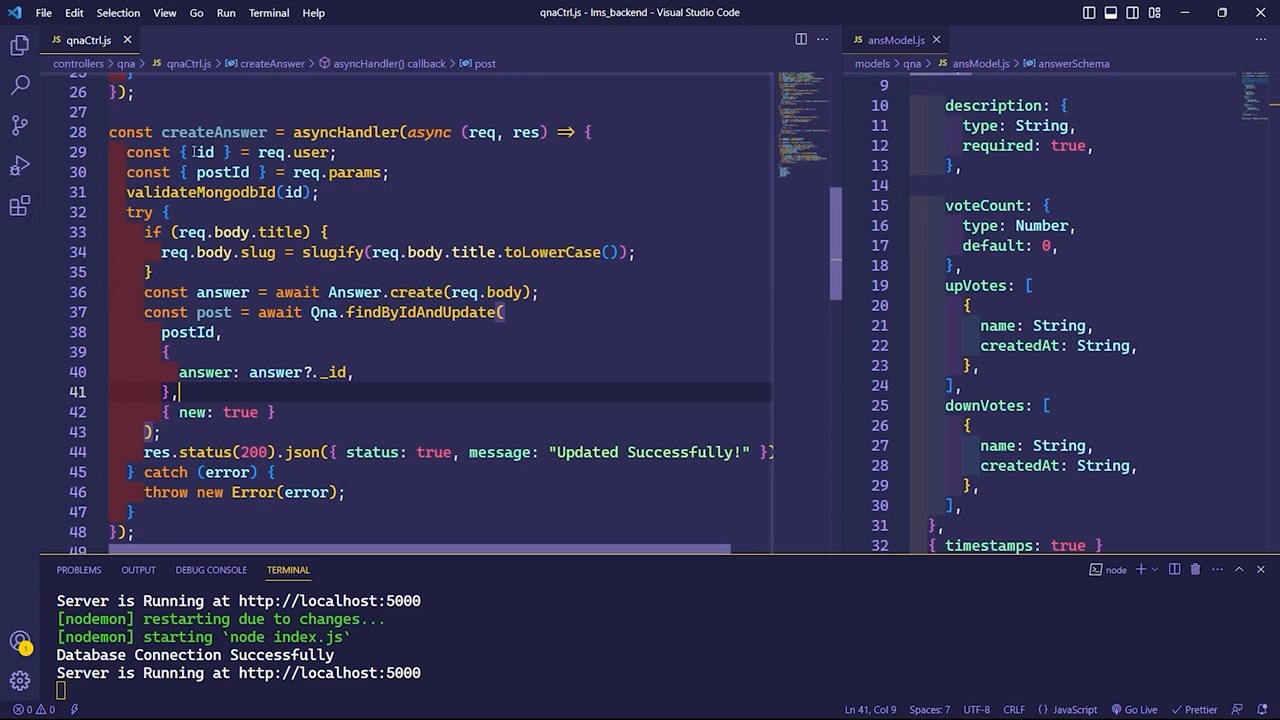 File Edit Selection View Go Run Terminal Help
qnaCtrl.js - lms_backend - Visual Studio Code
JS qnaCtrl.js
controllers > qna > JS qnaCtrl.js > createAnswer > asyncHandler() callback > post
26 });
27
28 const createAnswer = asyncHandler(async (req, res) => {
29 const { id } = req.user;
30 const { postId } = req.params;
31 validateMongodbId(id);
32 try {
33 if (req.body.title) {
34 req.body.slug = slugify(req.body.title.toLowerCase());
35 }
36 const answer = await Answer.create(req.body);
37 const post = await Qna.findByIdAndUpdate(
38 postId,
39 {
40 answer: answer?._id,
41 },
42 { new: true }
43 );
44 res.status(200).json({ status: true, message: "Updated Successfully!" })
45 } catch (error) {
46 throw new Error(error);
47 }
48 });
49
JS ansModel.js
models > qna > JS ansModel.js > answerSchema
9
10 description: {
11 type: String,
12 required: true,
13 },
14
15 voteCount: {
16 type: Number,
17 default: 0,
18 },
19 upVotes: [
20 {
21 name: String,
22 createdAt: String,
23 },
24 ],
25 downVotes: [
26 {
27 name: String,
28 createdAt: String,
29 },
30 ],
31 },
32 { timestamps: true }
PROBLEMS OUTPUT DEBUG CONSOLE TERMINAL
node
Server is Running at http://localhost:5000
[nodemon] restarting due to changes...
[nodemon] starting `node index.js`
Database Connection Successfully
Server is Running at http://localhost:5000
0 0 Ln 41, Col 9 Spaces: 7 UTF-8 CRLF {} JavaScript Go Live Prettier